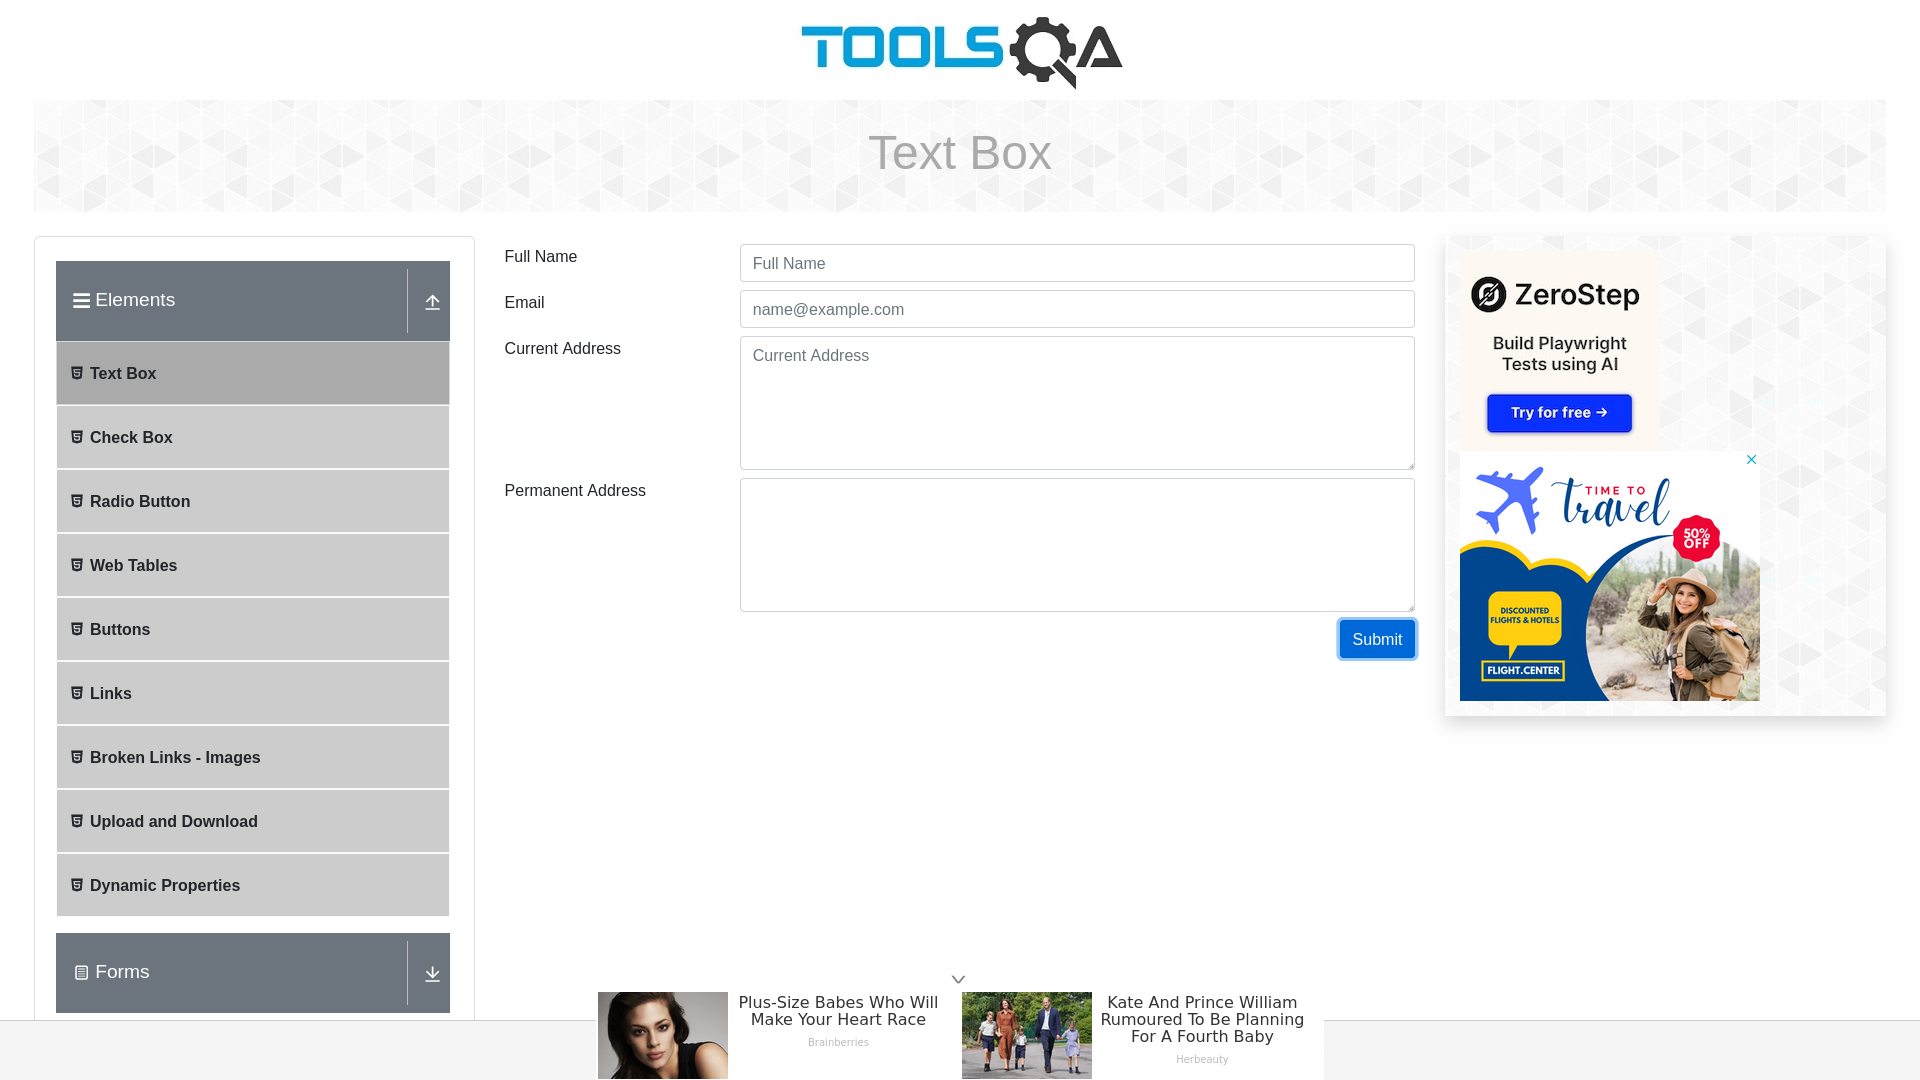 TOOLSQA
Text Box
Elements
Text Box
Check Box
Radio Button
Web Tables
Buttons
Links
Broken Links - Images
Upload and Download
Dynamic Properties
Forms
Full Name
Full Name
Email
name@example.com
Current Address
Current Address
Permanent Address
Submit
ZeroStep
Build Playwright
Tests using AI
Try for free →
TIME TO
travel
50%
OFF
DISCOUNTED
FLIGHTS & HOTELS
FLIGHT.CENTER
Plus-Size Babes Who Will
Make Your Heart Race
Brainberries
Kate And Prince William
Rumoured To Be Planning
For A Fourth Baby
Herbeauty